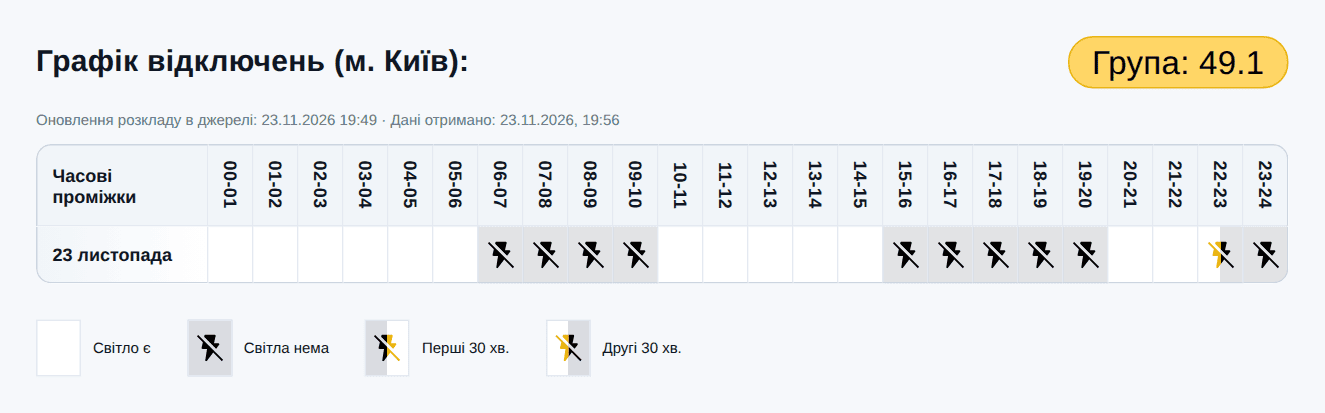 Графік відключень (м. Київ):
Група: 49.1
Оновлення розкладу в джерелі: 23.11.2026 19:49 · Дані отримано: 23.11.2026, 19:56
Часові
проміжки
00-01
01-02
02-03
03-04
04-05
05-06
06-07
07-08
08-09
09-10
10-11
11-12
12-13
13-14
14-15
15-16
16-17
17-18
18-19
19-20
20-21
21-22
22-23
23-24
23 листопада
Світло є
Світла нема
Перші 30 хв.
Другі 30 хв.